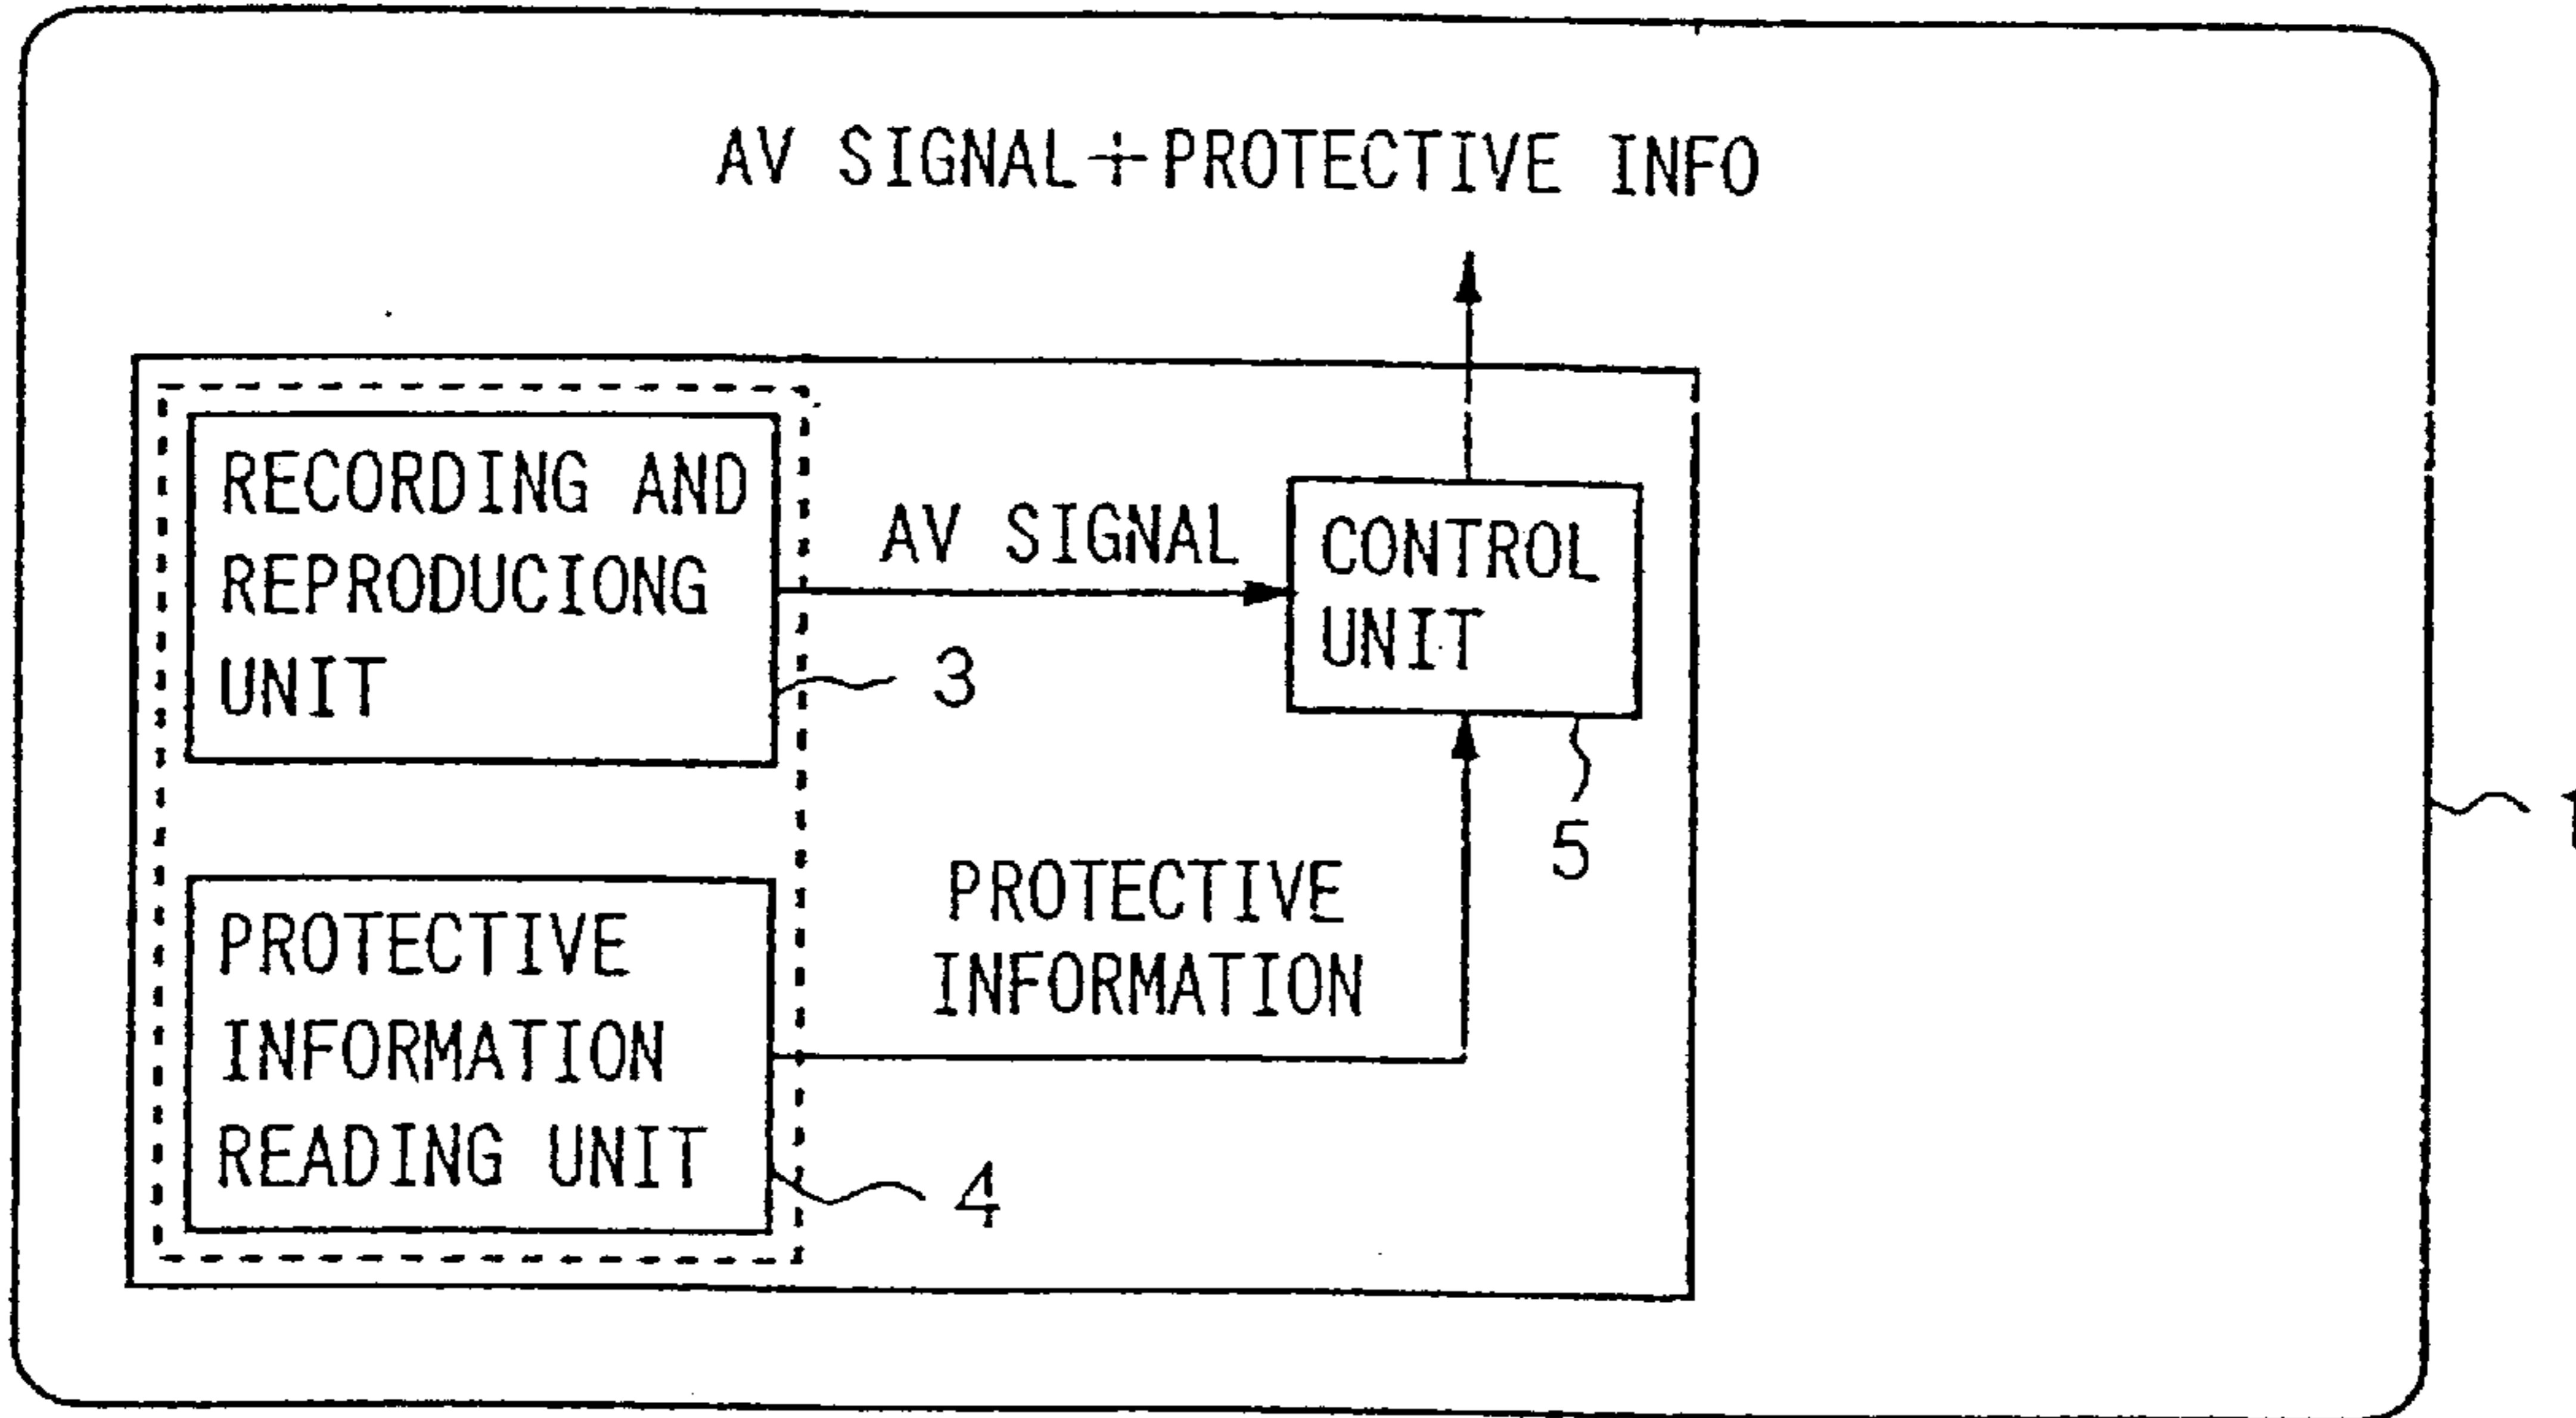 AV SIGNAL+PROTECTIVE INFO
RECORDING AND
REPRODUCIONG
UNIT
AV SIGNAL
CONTROL
UNIT
3
5
1
PROTECTIVE
INFORMATION
PROTECTIVE
INFORMATION
READING UNIT
4